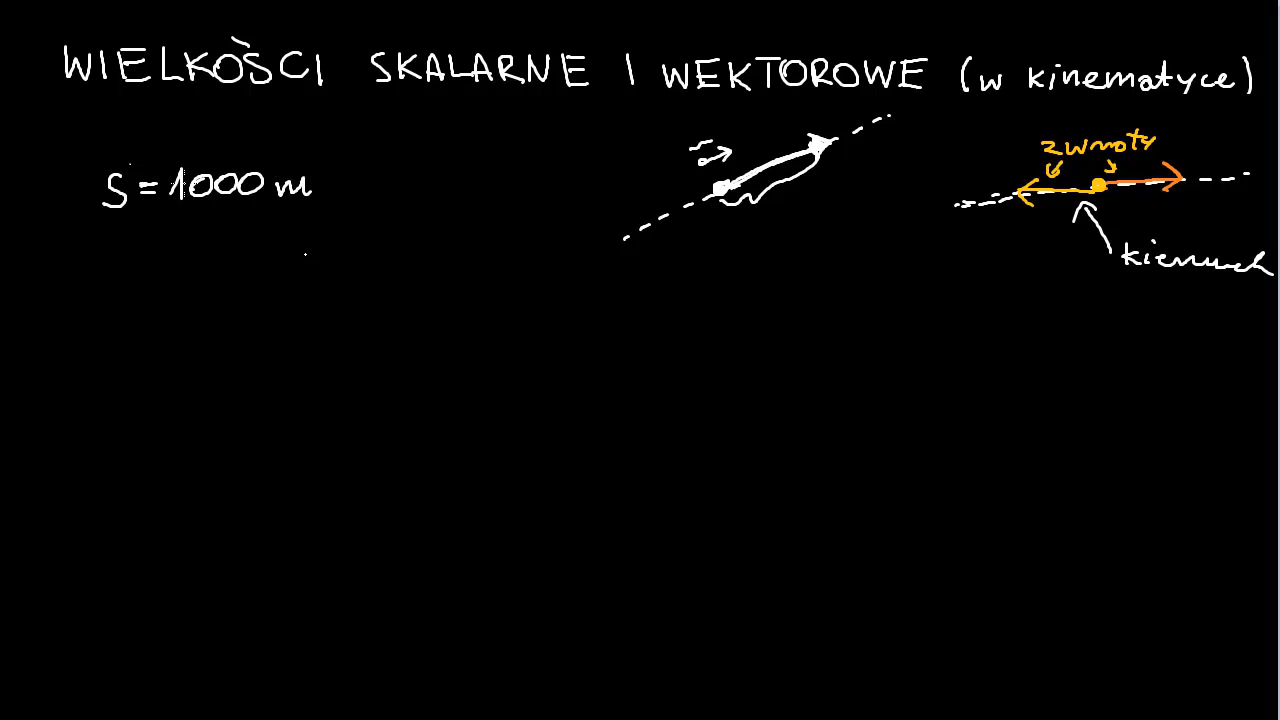 WIELKOŚCI SKALARNE I WEKTOROWE (w kinematyce)
zwroty
S = 1000 m
kierunek